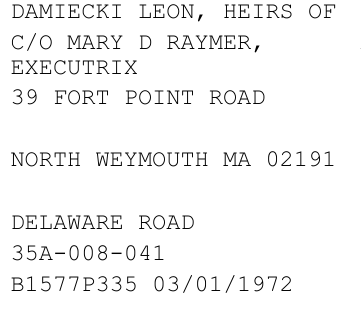 DAMIECKI LEON, HEIRS OF
C/O MARY D RAYMER,
EXECUTRIX
39 FORT POINT ROAD
NORTH WEYMOUTH MA 02191
DELAWARE ROAD
35A-008-041
B1577P335 03/01/1972